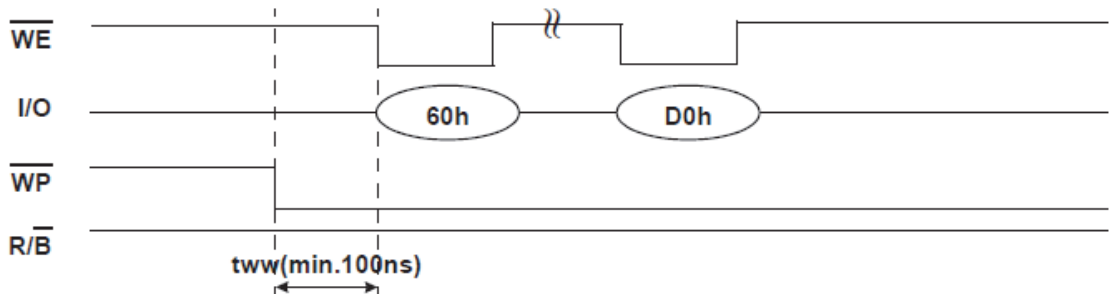 WE
I/O 60h D0h
WP
R/B
tww(min.100ns)